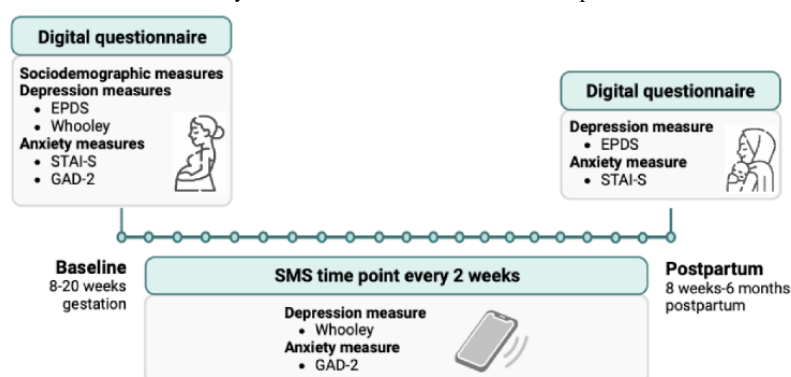 Digital questionnaire
Sociodemographic measures
Depression measures
• EPDS
• Whooley
Anxiety measures
• STAI-S
• GAD-2
Digital questionnaire
Depression measure
• EPDS
Anxiety measure
• STAI-S
Baseline
8-20 weeks
gestation
SMS time point every 2 weeks
Depression measure
• Whooley
Anxiety measure
• GAD-2
Postpartum
8 weeks-6 months
postpartum